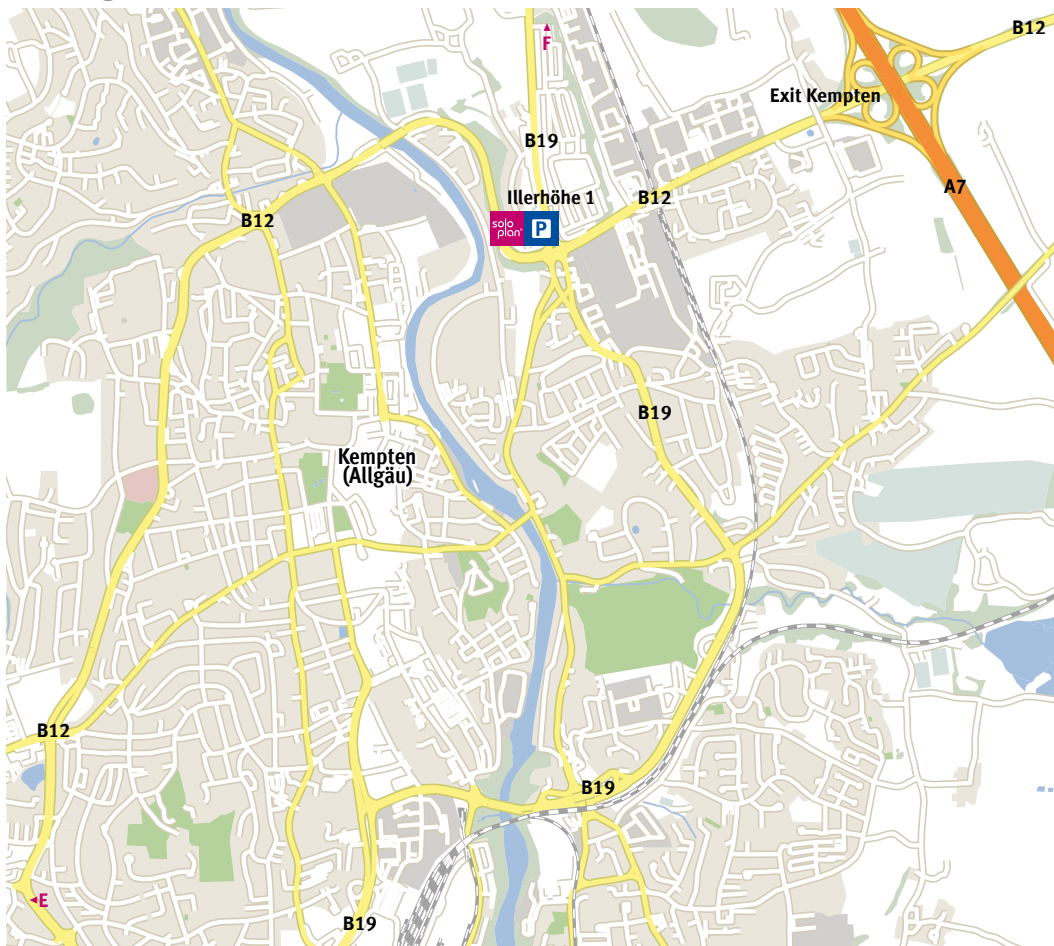 B12
F
Exit Kempten
B19
A7
Illerhöhe 1
B12
B12
solo
plan
P
B19
Kempten
(Allgäu)
B12
B19
E
B19